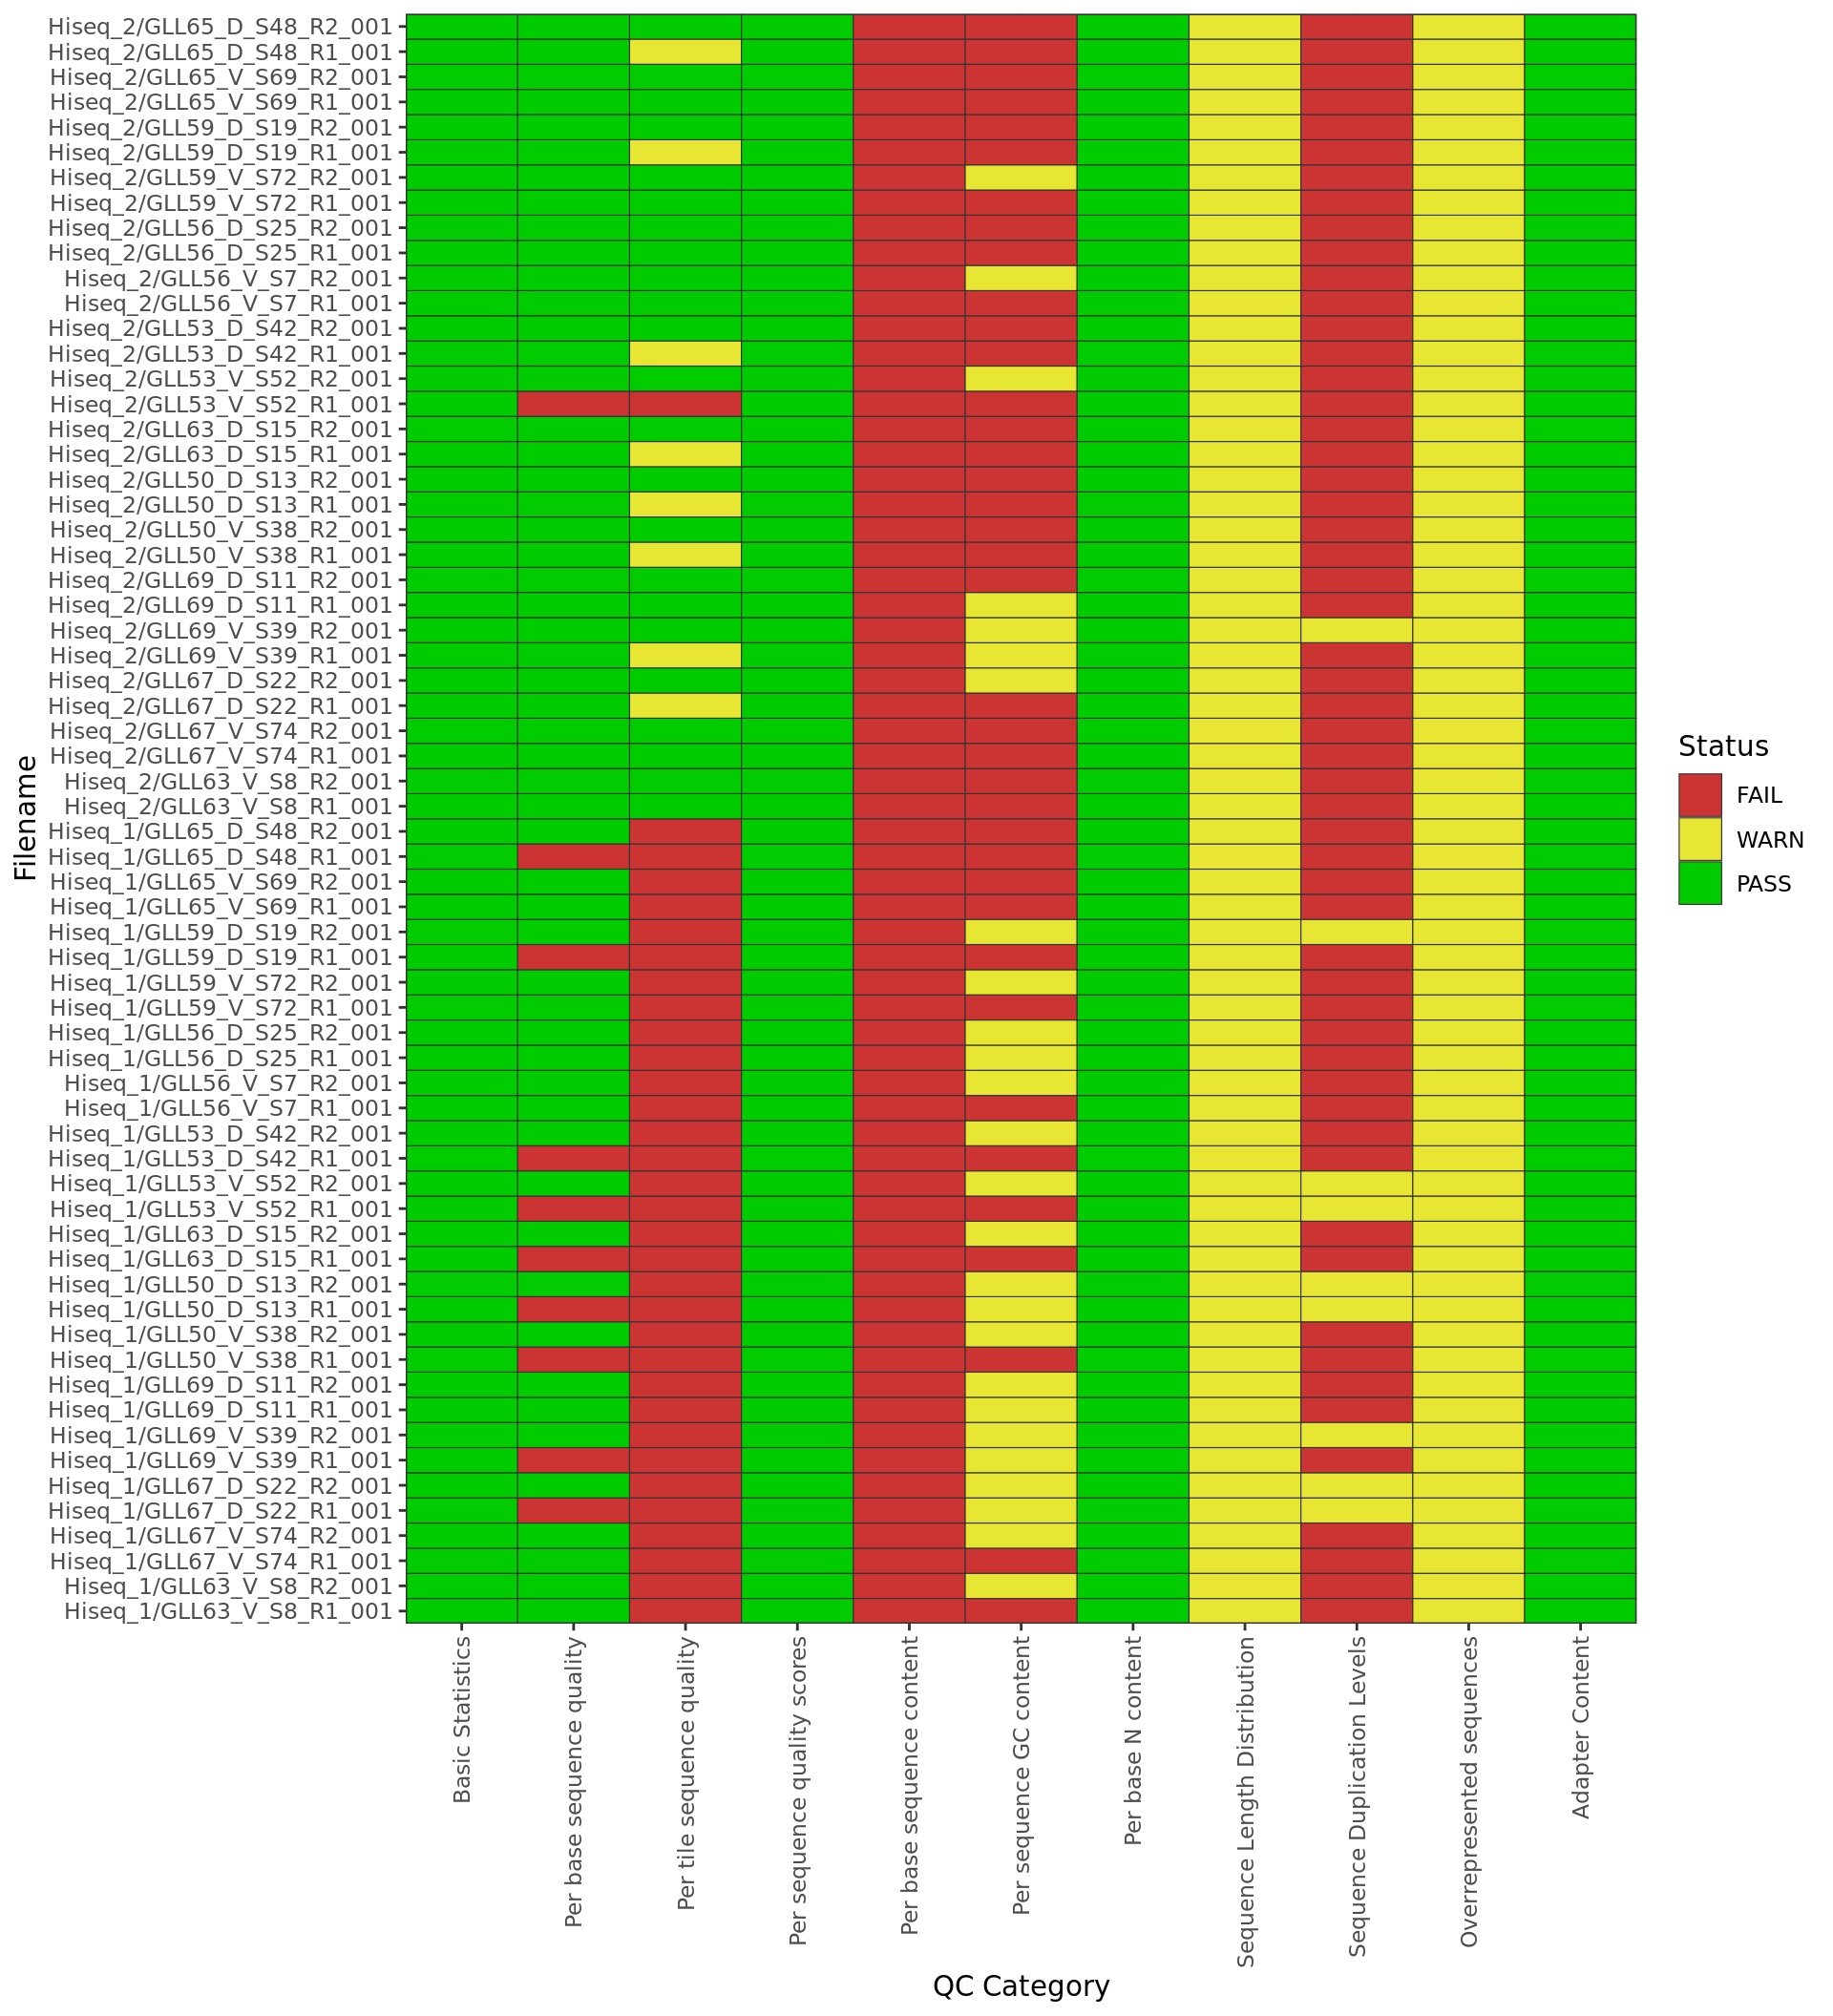 Hiseq_2/GLL65_D_S48_R2_001
Hiseq_2/GLL65_D_S48_R1_001
Hiseq_2/GLL65_V_S69_R2_001
Hiseq_2/GLL65_V_S69_R1_001
Hiseq_2/GLL59_D_S19_R2_001
Hiseq_2/GLL59_D_S19_R1_001
Hiseq_2/GLL59_V_S72_R2_001
Hiseq_2/GLL59_V_S72_R1_001
Hiseq_2/GLL56_D_S25_R2_001
Hiseq_2/GLL56_D_S25_R1_001
Hiseq_2/GLL56_V_S7_R2_001
Hiseq_2/GLL56_V_S7_R1_001
Hiseq_2/GLL53_D_S42_R2_001
Hiseq_2/GLL53_D_S42_R1_001
Hiseq_2/GLL53_V_S52_R2_001
Hiseq_2/GLL53_V_S52_R1_001
Hiseq_2/GLL63_D_S15_R2_001
Hiseq_2/GLL63_D_S15_R1_001
Hiseq_2/GLL50_D_S13_R2_001
Hiseq_2/GLL50_D_S13_R1_001
Hiseq_2/GLL50_V_S38_R2_001
Hiseq_2/GLL50_V_S38_R1_001
Hiseq_2/GLL69_D_S11_R2_001
Hiseq_2/GLL69_D_S11_R1_001
Hiseq_2/GLL69_V_S39_R2_001
Hiseq_2/GLL69_V_S39_R1_001
Hiseq_2/GLL67_D_S22_R2_001
Hiseq_2/GLL67_D_S22_R1_001
Hiseq_2/GLL67_V_S74_R2_001
Hiseq_2/GLL67_V_S74_R1_001
Hiseq_2/GLL63_V_S8_R2_001
Hiseq_2/GLL63_V_S8_R1_001
Hiseq_1/GLL65_D_S48_R2_001
Hiseq_1/GLL65_D_S48_R1_001
Hiseq_1/GLL65_V_S69_R2_001
Hiseq_1/GLL65_V_S69_R1_001
Hiseq_1/GLL59_D_S19_R2_001
Hiseq_1/GLL59_D_S19_R1_001
Hiseq_1/GLL59_V_S72_R2_001
Hiseq_1/GLL59_V_S72_R1_001
Hiseq_1/GLL56_D_S25_R2_001
Hiseq_1/GLL56_D_S25_R1_001
Hiseq_1/GLL56_V_S7_R2_001
Hiseq_1/GLL56_V_S7_R1_001
Hiseq_1/GLL53_D_S42_R2_001
Hiseq_1/GLL53_D_S42_R1_001
Hiseq_1/GLL53_V_S52_R2_001
Hiseq_1/GLL53_V_S52_R1_001
Hiseq_1/GLL63_D_S15_R2_001
Hiseq_1/GLL63_D_S15_R1_001
Hiseq_1/GLL50_D_S13_R2_001
Hiseq_1/GLL50_D_S13_R1_001
Hiseq_1/GLL50_V_S38_R2_001
Hiseq_1/GLL50_V_S38_R1_001
Hiseq_1/GLL69_D_S11_R2_001
Hiseq_1/GLL69_D_S11_R1_001
Hiseq_1/GLL69_V_S39_R2_001
Hiseq_1/GLL69_V_S39_R1_001
Hiseq_1/GLL67_D_S22_R2_001
Hiseq_1/GLL67_D_S22_R1_001
Hiseq_1/GLL67_V_S74_R2_001
Hiseq_1/GLL67_V_S74_R1_001
Hiseq_1/GLL63_V_S8_R2_001
Hiseq_1/GLL63_V_S8_R1_001
Filename
Basic Statistics
Per base sequence quality
Per tile sequence quality
Per sequence quality scores
Per base sequence content
Per sequence GC content
Per base N content
Sequence Length Distribution
Sequence Duplication Levels
Overrepresented sequences
Adapter Content
QC Category
Status
FAIL
WARN
PASS